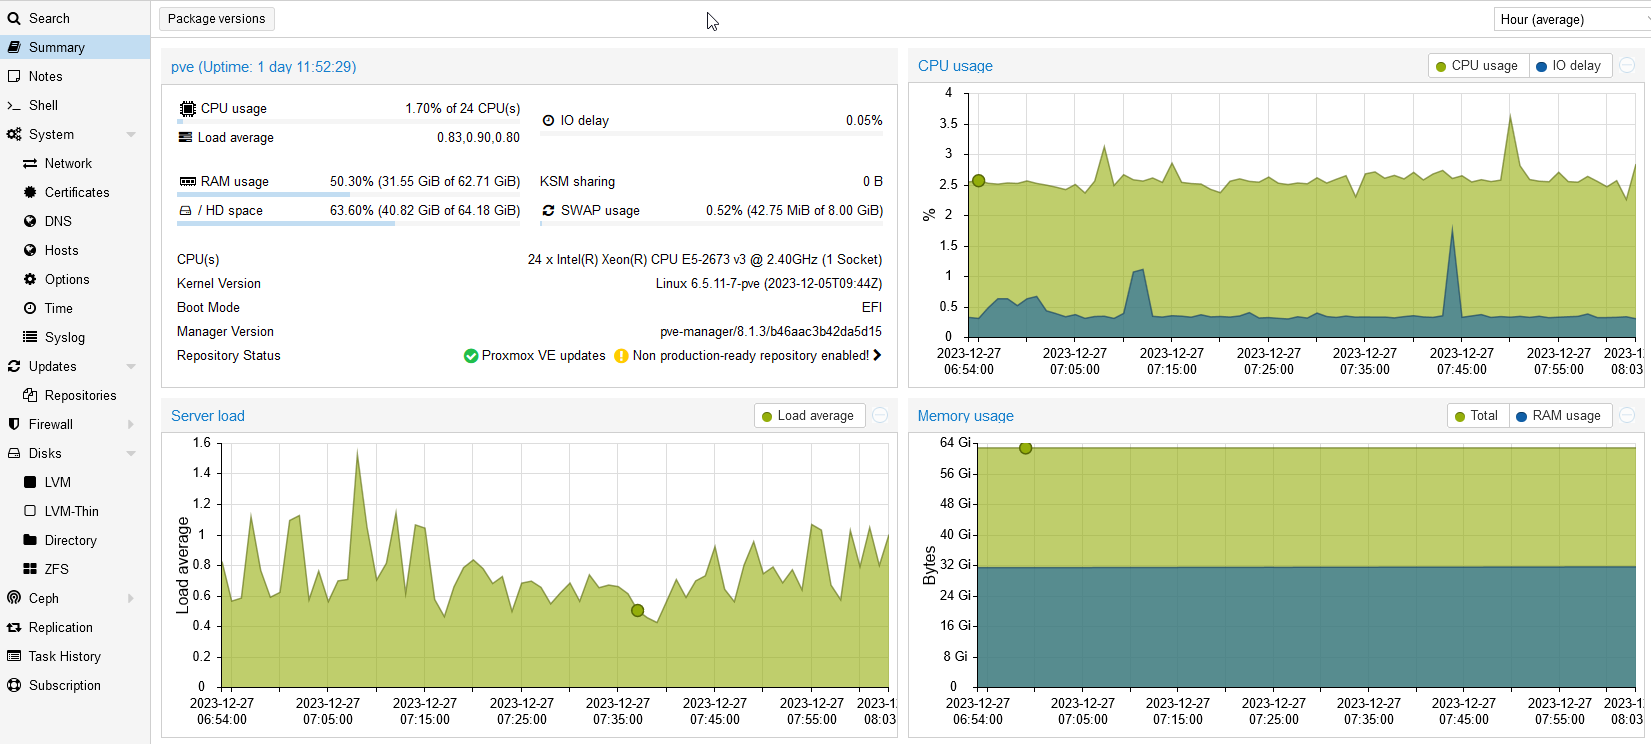 Search
Summary
Notes
Shell
System
Network
Certificates
DNS
Hosts
Options
Time
Syslog
Updates
Repositories
Firewall
Disks
LVM
LVM-Thin
Directory
ZFS
Ceph
Replication
Task History
Subscription
Package versions
Hour (average)
pve (Uptime: 1 day 11:52:29)
CPU usage 1.70% of 24 CPU(s)
IO delay 0.05%
Load average 0.83,0.90,0.80
RAM usage 50.30% (31.55 GiB of 62.71 GiB)
KSM sharing 0 B
/ HD space 63.60% (40.82 GiB of 64.18 GiB)
SWAP usage 0.52% (42.75 MiB of 8.00 GiB)
CPU(s) 24 x Intel(R) Xeon(R) CPU E5-2673 v3 @ 2.40GHz (1 Socket)
Kernel Version Linux 6.5.11-7-pve (2023-12-05T09:44Z)
Boot Mode EFI
Manager Version pve-manager/8.1.3/b46aac3b42da5d15
Repository Status Proxmox VE updates Non production-ready repository enabled!
CPU usage
CPU usage IO delay
4
3.5
3
2.5
2
1.5
1
0.5
0
%
2023-12-27 2023-12-27 2023-12-27 2023-12-27 2023-12-27 2023-12-27 2023-12-27 2023-1
06:54:00 07:05:00 07:15:00 07:25:00 07:35:00 07:45:00 07:55:00 08:03
Server load
Load average
1.6
1.4
1.2
1
0.8
0.6
0.4
0.2
0
Load average
2023-12-27 2023-12-27 2023-12-27 2023-12-27 2023-12-27 2023-12-27 2023-12-27 2023-1
06:54:00 07:05:00 07:15:00 07:25:00 07:35:00 07:45:00 07:55:00 08:03
Memory usage
Total RAM usage
64 Gi
56 Gi
48 Gi
40 Gi
32 Gi
24 Gi
16 Gi
8 Gi
0
Bytes
2023-12-27 2023-12-27 2023-12-27 2023-12-27 2023-12-27 2023-12-27 2023-12-27 2023-1
06:54:00 07:05:00 07:15:00 07:25:00 07:35:00 07:45:00 07:55:00 08:03